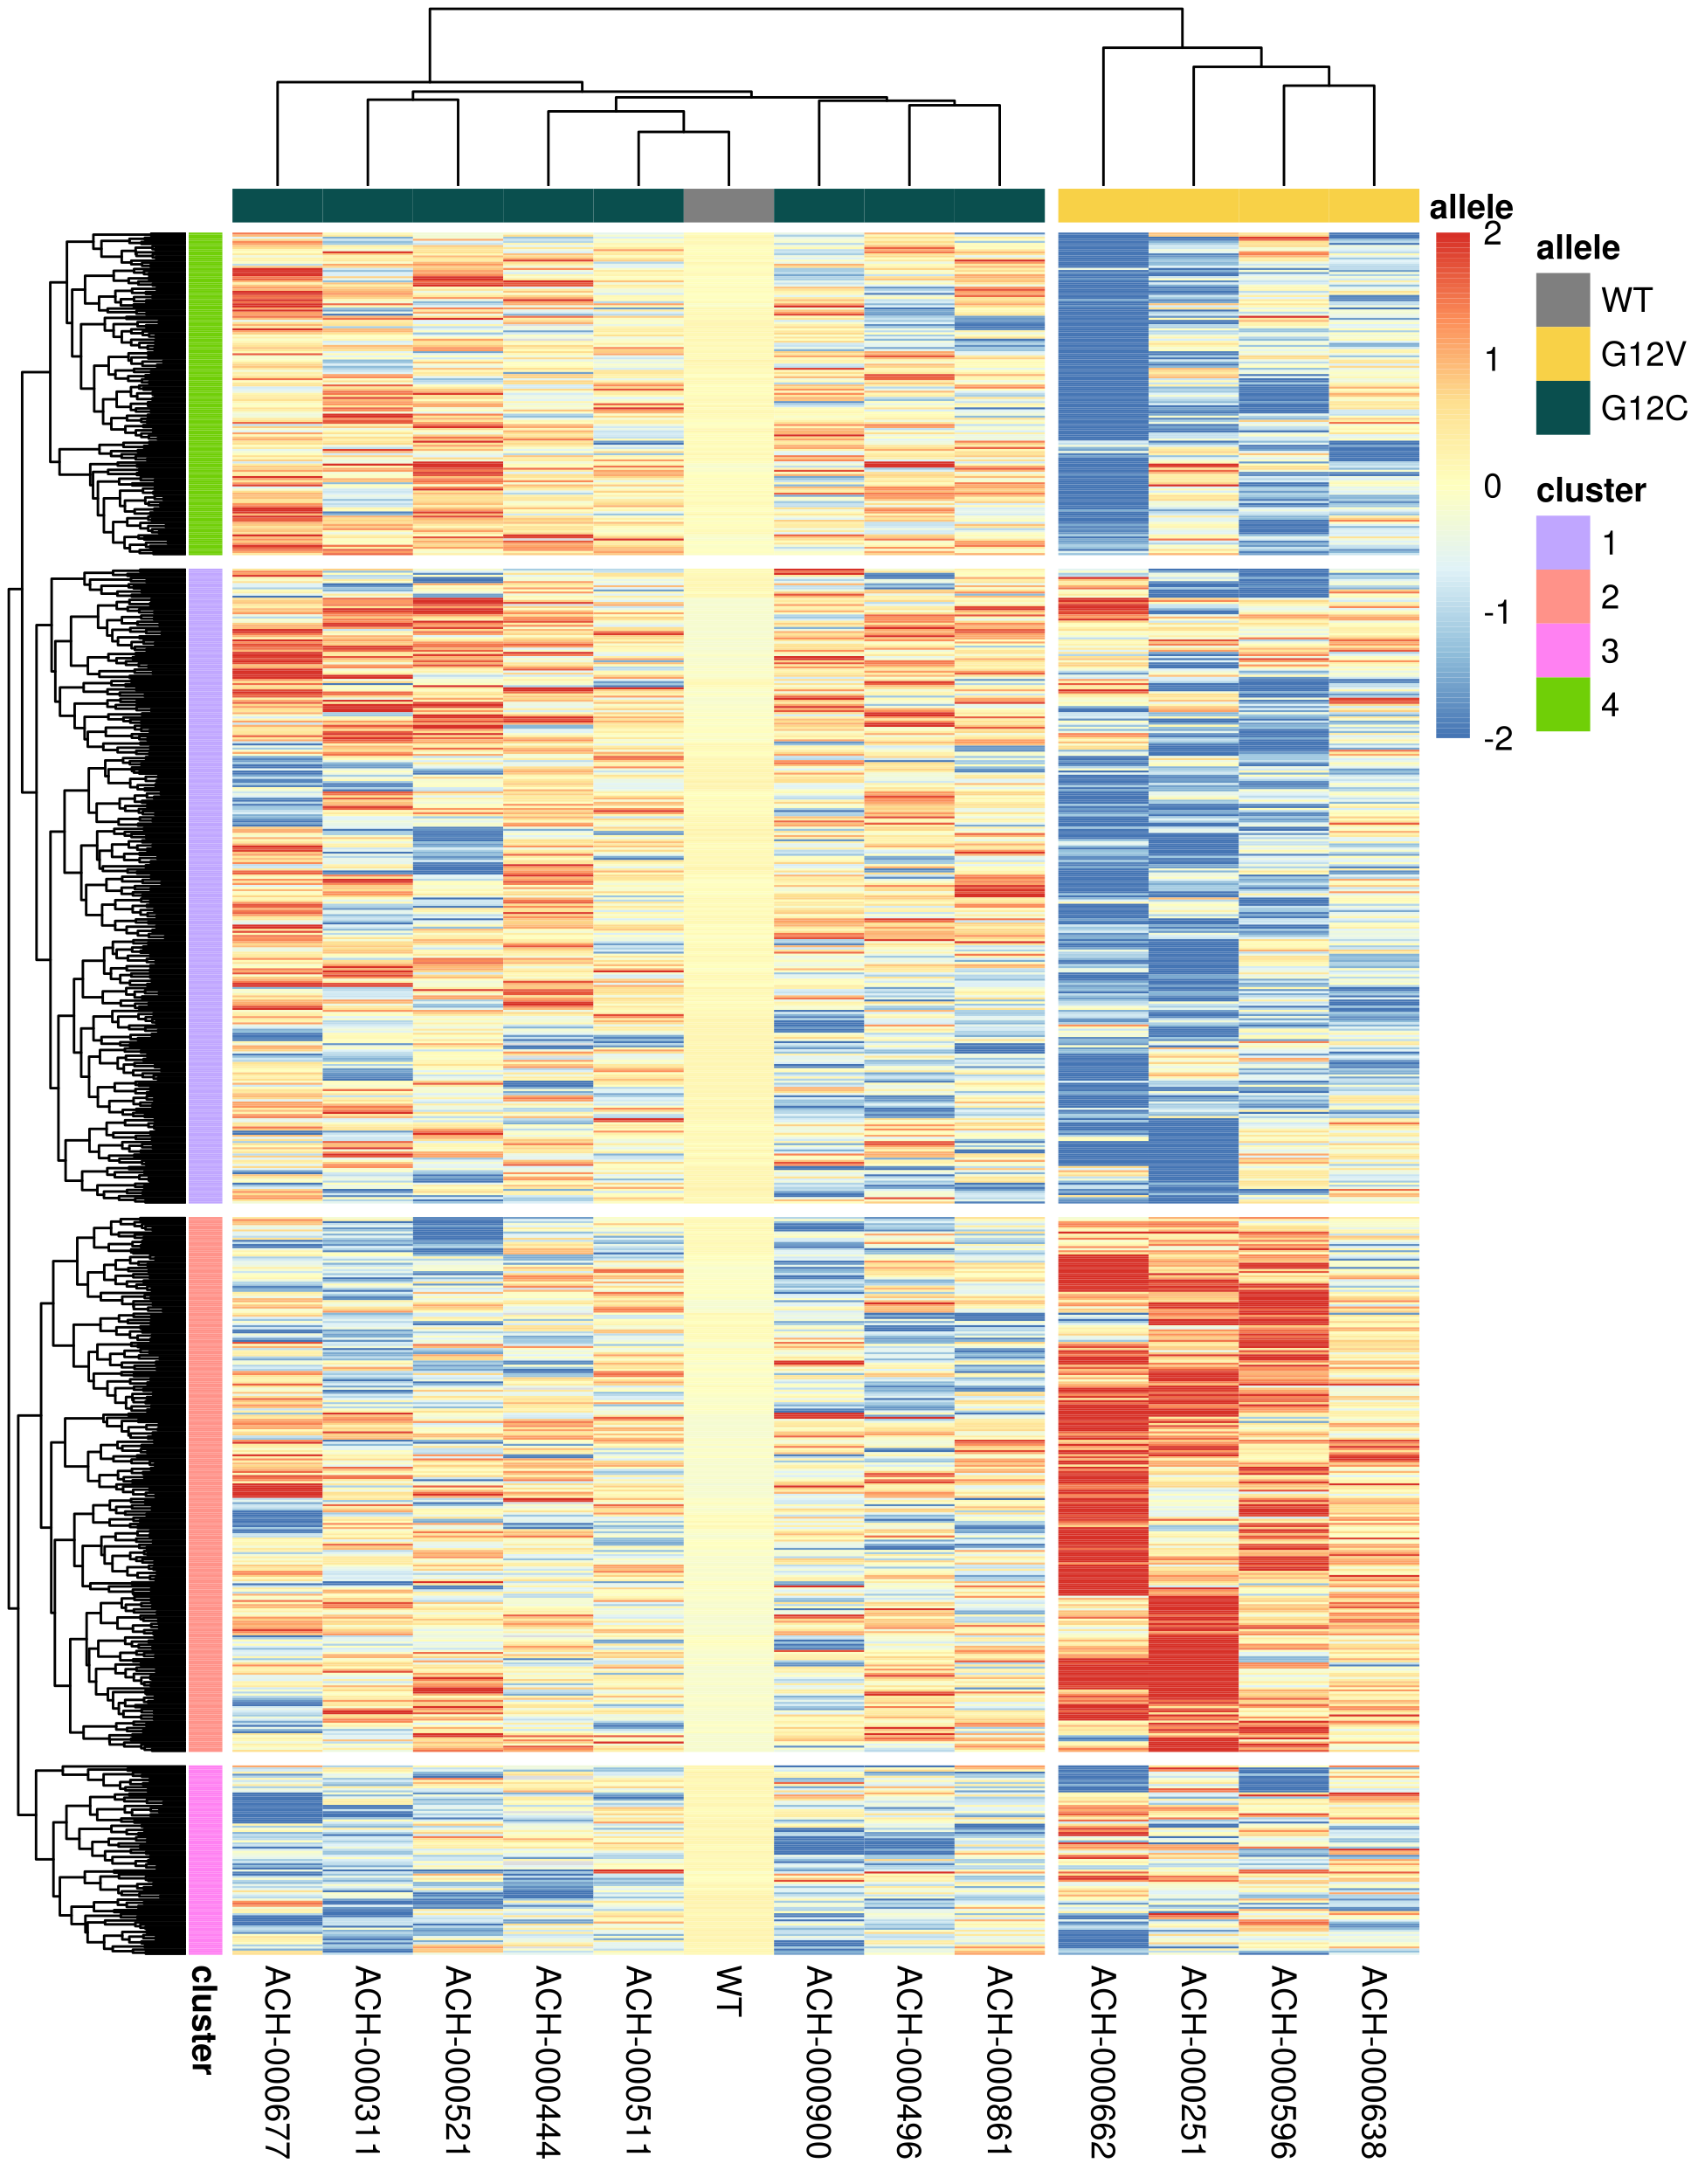 allele
2
1
0
-1
-2
allele
WT
G12V
G12C
cluster
1
2
3
4
cluster
ACH-000677
ACH-000311
ACH-000521
ACH-000444
ACH-000511
WT
ACH-000900
ACH-000496
ACH-000861
ACH-000662
ACH-000251
ACH-000596
ACH-000638